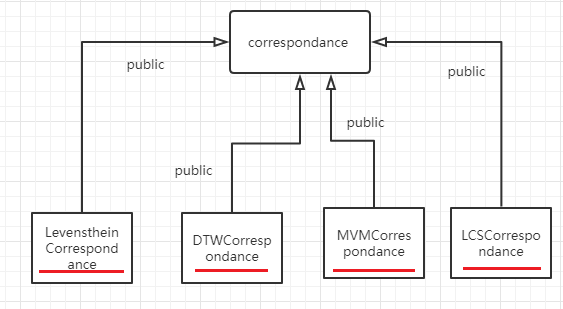 correspondance
public
public
public
public
Levensthein
Correspond
ance
DTWCorresp
ondance
MVMCorres
pondance
LCSCorrespo
ndance